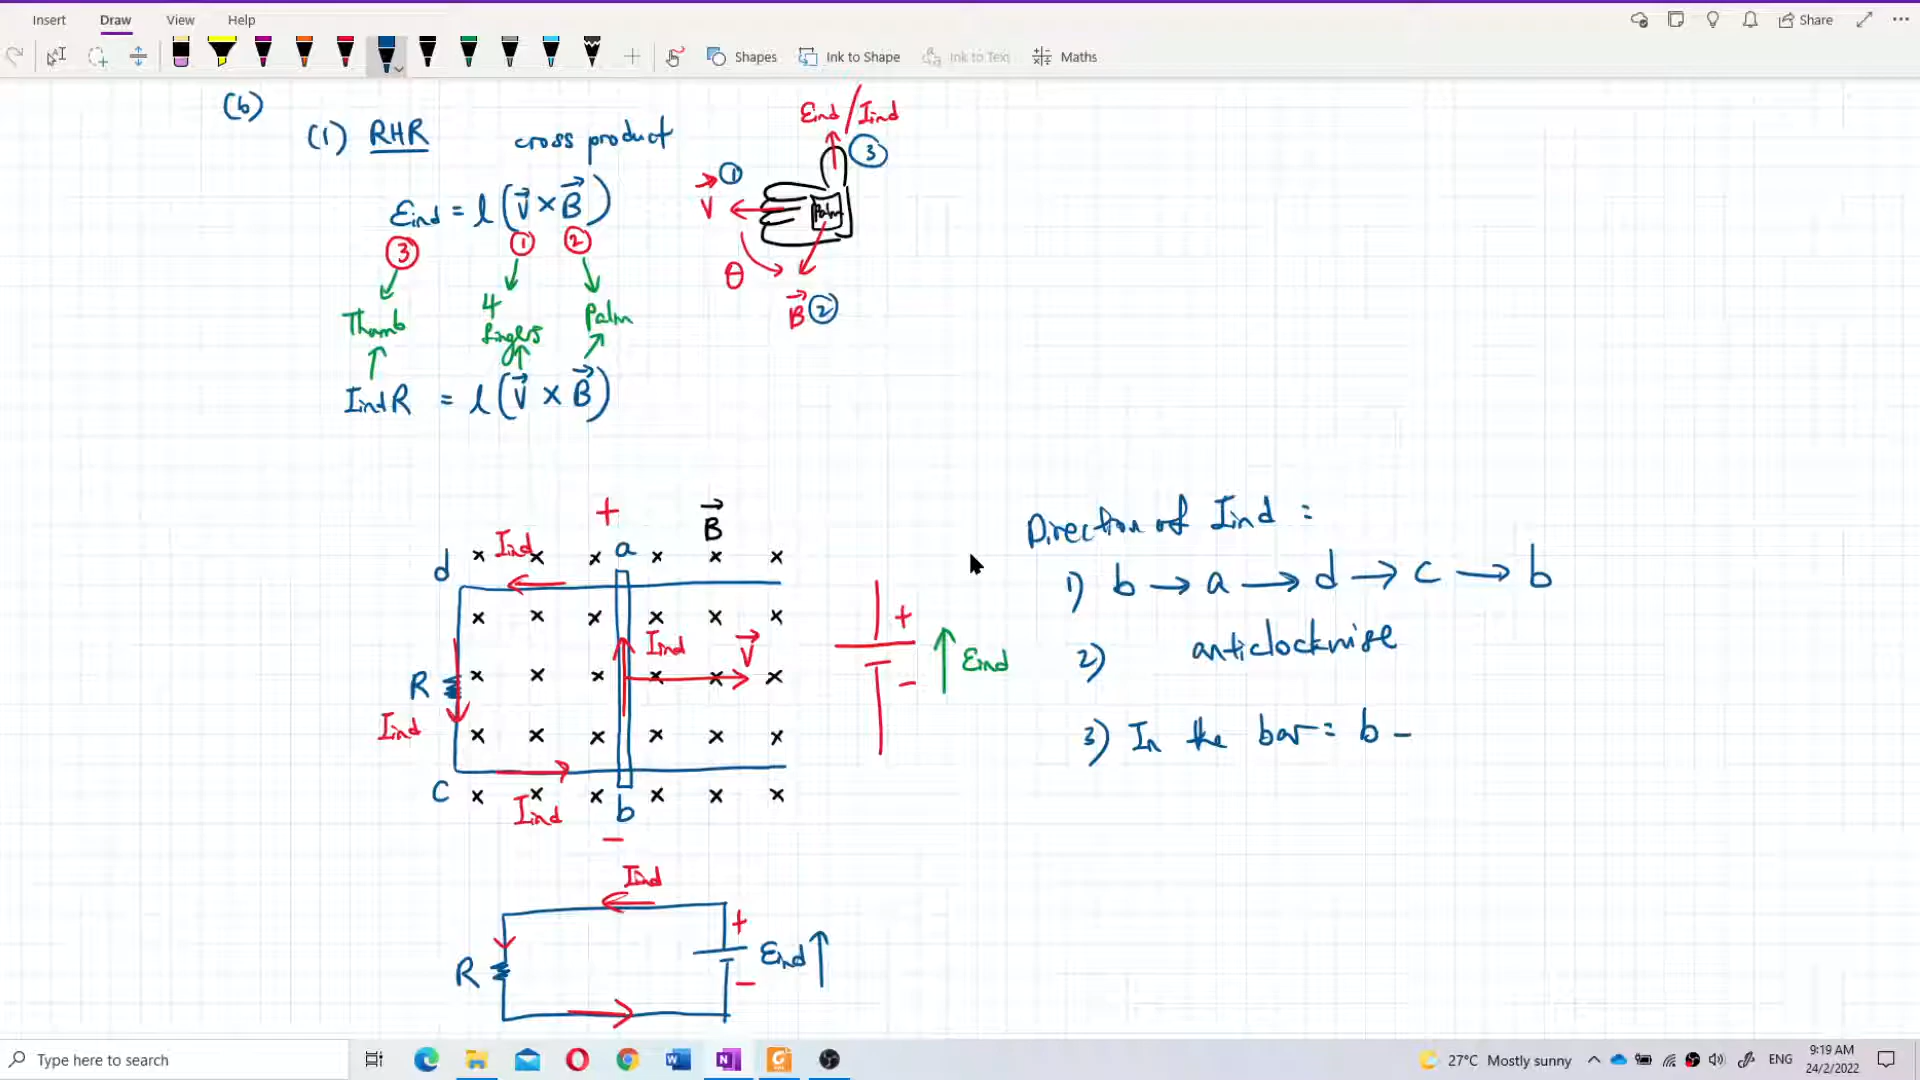 Insert Draw View Help Share
Shapes Ink to Shape Ink to Text Maths
(b)
(1) RHR cross product
Eind = l (V × B)
3 1 2
Thumb 4 fingers Palm
IindR = l (V × B)
Eind / Iind
3
1
V
Palm
θ
B 2
+ B
Iind a
d
Iind V
R
Iind
c
Iind b
−
+
−
Eind
Direction of Iind :
1) b → a → d → c → b
2) anticlockwise
3) In the bar = b −
Iind
+
R Eind
−
Type here to search
27°C Mostly sunny ENG 9:19 AM
24/2/2022